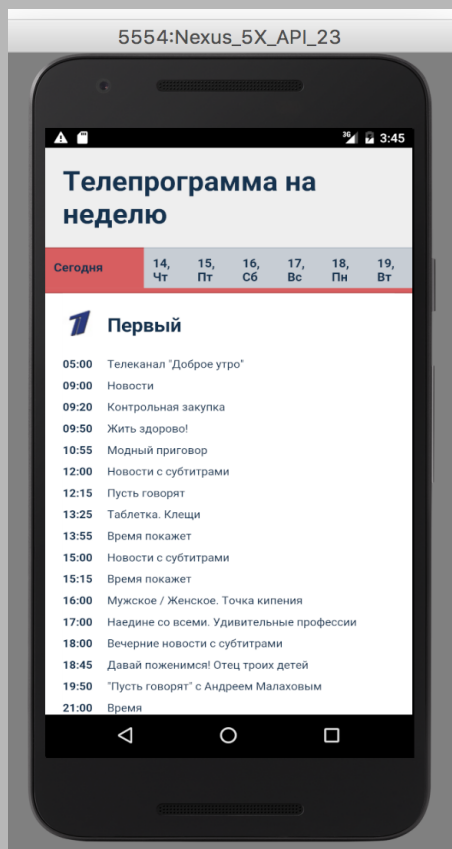 5554:Nexus_5X_API_23
3G 3:45
Телепрограмма на
неделю
Сегодня 14, Чт 15, Пт 16, Сб 17, Вс 18, Пн 19, Вт
Первый
05:00 Телеканал "Доброе утро"
09:00 Новости
09:20 Контрольная закупка
09:50 Жить здорово!
10:55 Модный приговор
12:00 Новости с субтитрами
12:15 Пусть говорят
13:25 Таблетка. Клещи
13:55 Время покажет
15:00 Новости с субтитрами
15:15 Время покажет
16:00 Мужское / Женское. Точка кипения
17:00 Наедине со всеми. Удивительные профессии
18:00 Вечерние новости с субтитрами
18:45 Давай поженимся! Отец троих детей
19:50 "Пусть говорят" с Андреем Малаховым
21:00 Время